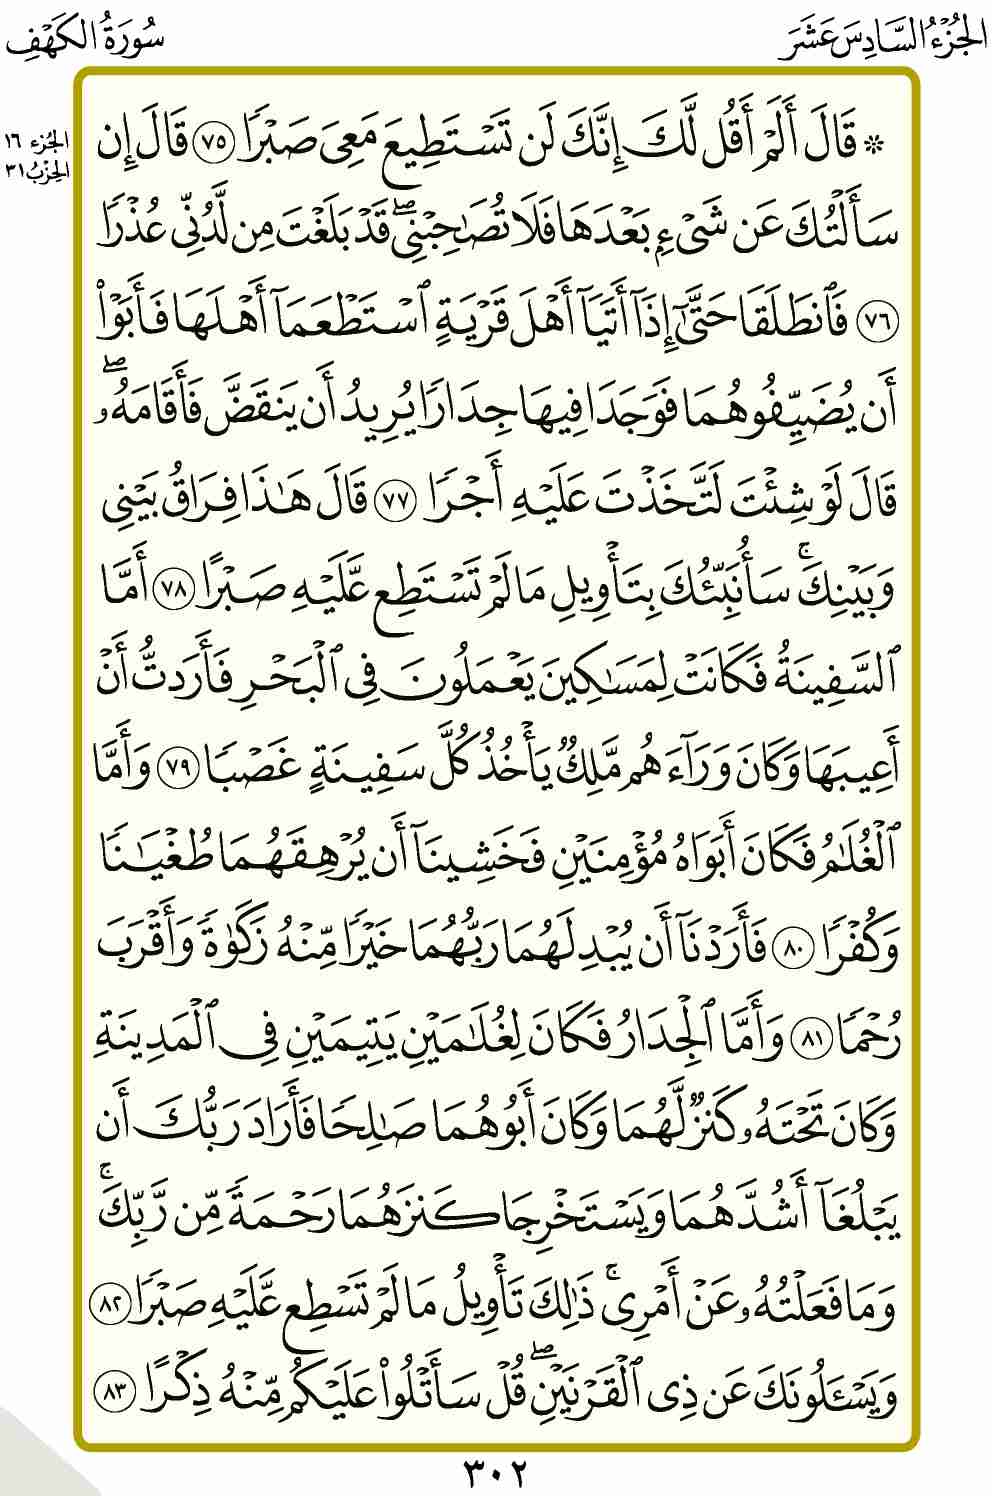 الجزء السادس عشر
سورة الكهف
۞ قَالَ أَلَمْ أَقُل لَّكَ إِنَّكَ لَن تَسْتَطِيعَ مَعِىَ صَبْرًا ٧٥ قَالَ إِن
الجزء ١٦
الحزب ٣١
سَأَلْتُكَ عَن شَىْءٍۭ بَعْدَهَا فَلَا تُصَٰحِبْنِى ۖ قَدْ بَلَغْتَ مِن لَّدُنِّى عُذْرًا
٧٦ فَٱنطَلَقَا حَتَّىٰٓ إِذَآ أَتَيَآ أَهْلَ قَرْيَةٍ ٱسْتَطْعَمَآ أَهْلَهَا فَأَبَوْا۟
أَن يُضَيِّفُوهُمَا فَوَجَدَا فِيهَا جِدَارًا يُرِيدُ أَن يَنقَضَّ فَأَقَامَهُۥ ۖ
قَالَ لَوْ شِئْتَ لَتَّخَذْتَ عَلَيْهِ أَجْرًا ٧٧ قَالَ هَٰذَا فِرَاقُ بَيْنِى
وَبَيْنِكَ ۚ سَأُنَبِّئُكَ بِتَأْوِيلِ مَا لَمْ تَسْتَطِع عَّلَيْهِ صَبْرًا ٧٨ أَمَّا
ٱلسَّفِينَةُ فَكَانَتْ لِمَسَٰكِينَ يَعْمَلُونَ فِى ٱلْبَحْرِ فَأَرَدتُّ أَنْ
أَعِيبَهَا وَكَانَ وَرَآءَهُم مَّلِكٌ يَأْخُذُ كُلَّ سَفِينَةٍ غَصْبًا ٧٩ وَأَمَّا
ٱلْغُلَٰمُ فَكَانَ أَبَوَاهُ مُؤْمِنَيْنِ فَخَشِينَآ أَن يُرْهِقَهُمَا طُغْيَٰنًا
وَكُفْرًا ٨٠ فَأَرَدْنَآ أَن يُبْدِلَهُمَا رَبُّهُمَا خَيْرًا مِّنْهُ زَكَوٰةً وَأَقْرَبَ
رُحْمًا ٨١ وَأَمَّا ٱلْجِدَارُ فَكَانَ لِغُلَٰمَيْنِ يَتِيمَيْنِ فِى ٱلْمَدِينَةِ
وَكَانَ تَحْتَهُۥ كَنزٌ لَّهُمَا وَكَانَ أَبُوهُمَا صَٰلِحًا فَأَرَادَ رَبُّكَ أَن
يَبْلُغَآ أَشُدَّهُمَا وَيَسْتَخْرِجَا كَنزَهُمَا رَحْمَةً مِّن رَّبِّكَ ۚ
وَمَا فَعَلْتُهُۥ عَنْ أَمْرِى ۚ ذَٰلِكَ تَأْوِيلُ مَا لَمْ تَسْطِع عَّلَيْهِ صَبْرًا ٨٢
وَيَسْـَٔلُونَكَ عَن ذِى ٱلْقَرْنَيْنِ ۖ قُلْ سَأَتْلُوا۟ عَلَيْكُم مِّنْهُ ذِكْرًا ٨٣
٣٠٢